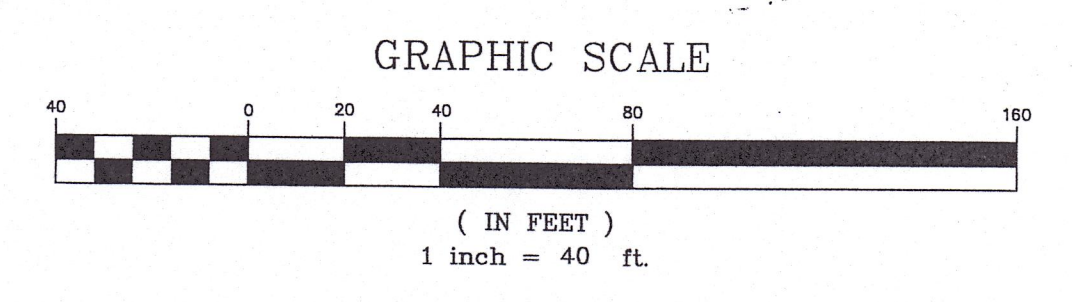 GRAPHIC SCALE
40 0 20 40 80 160
( IN FEET )
1 inch = 40 ft.